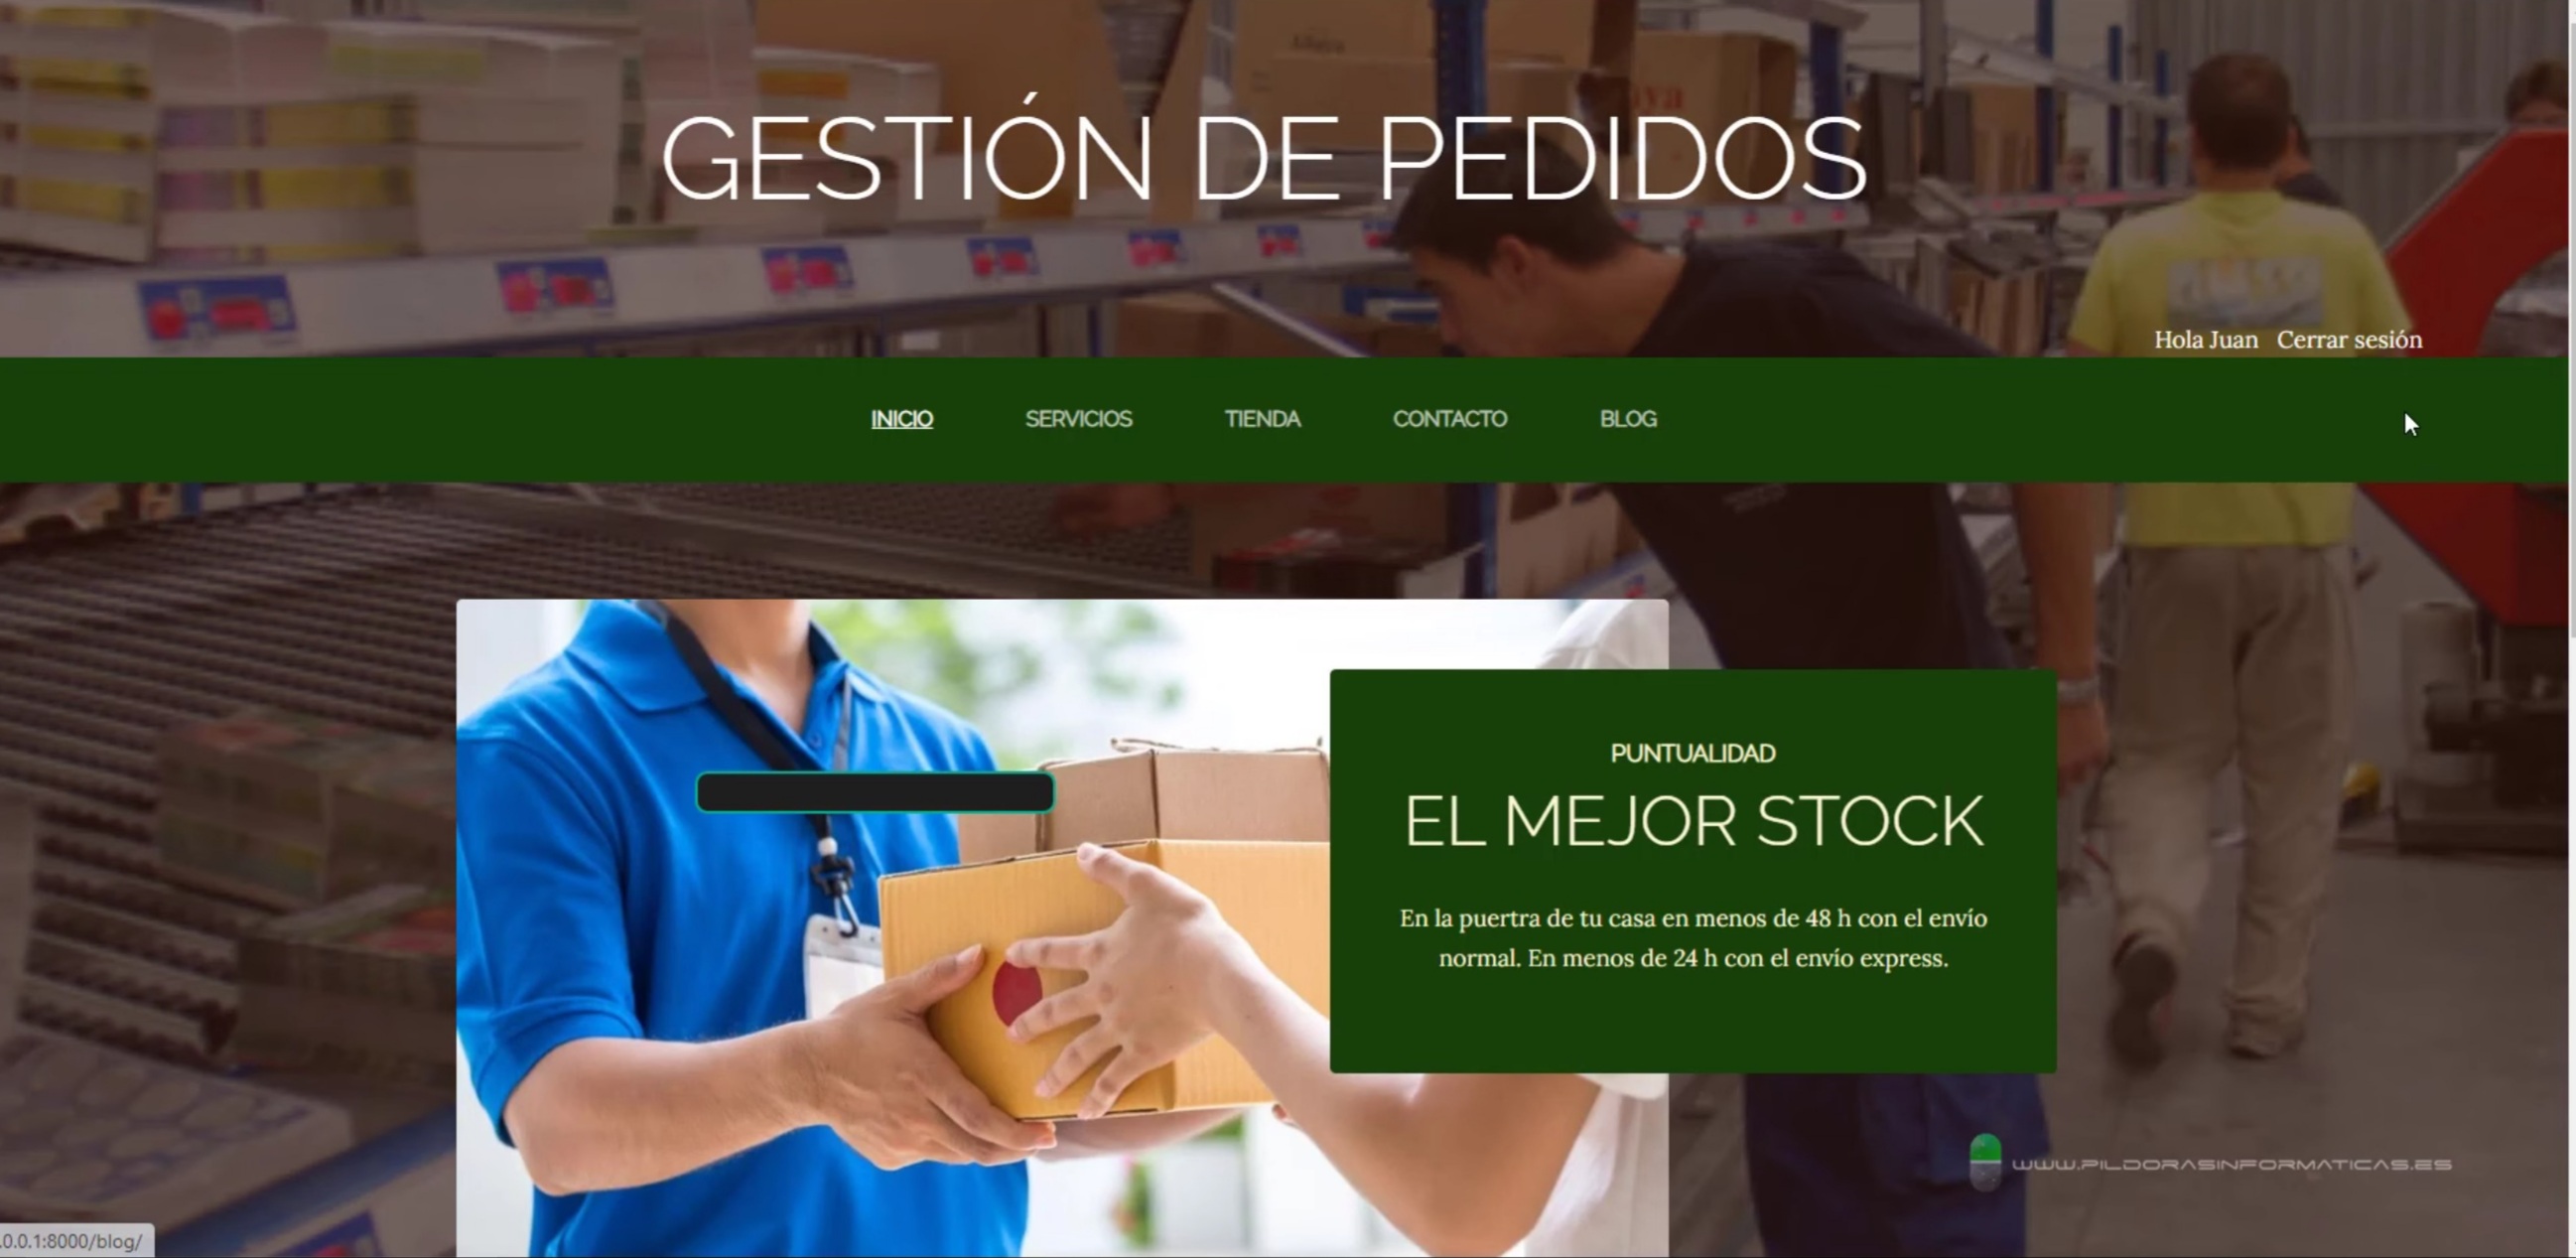 GESTIÓN DE PEDIDOS
Hola Juan Cerrar sesión
INICIO SERVICIOS TIENDA CONTACTO BLOG
PUNTUALIDAD
EL MEJOR STOCK
En la puertra de tu casa en menos de 48 h con el envío
normal. En menos de 24 h con el envío express.
WWW.PILDORASINFORMATICAS.ES
.0.0.1:8000/blog/